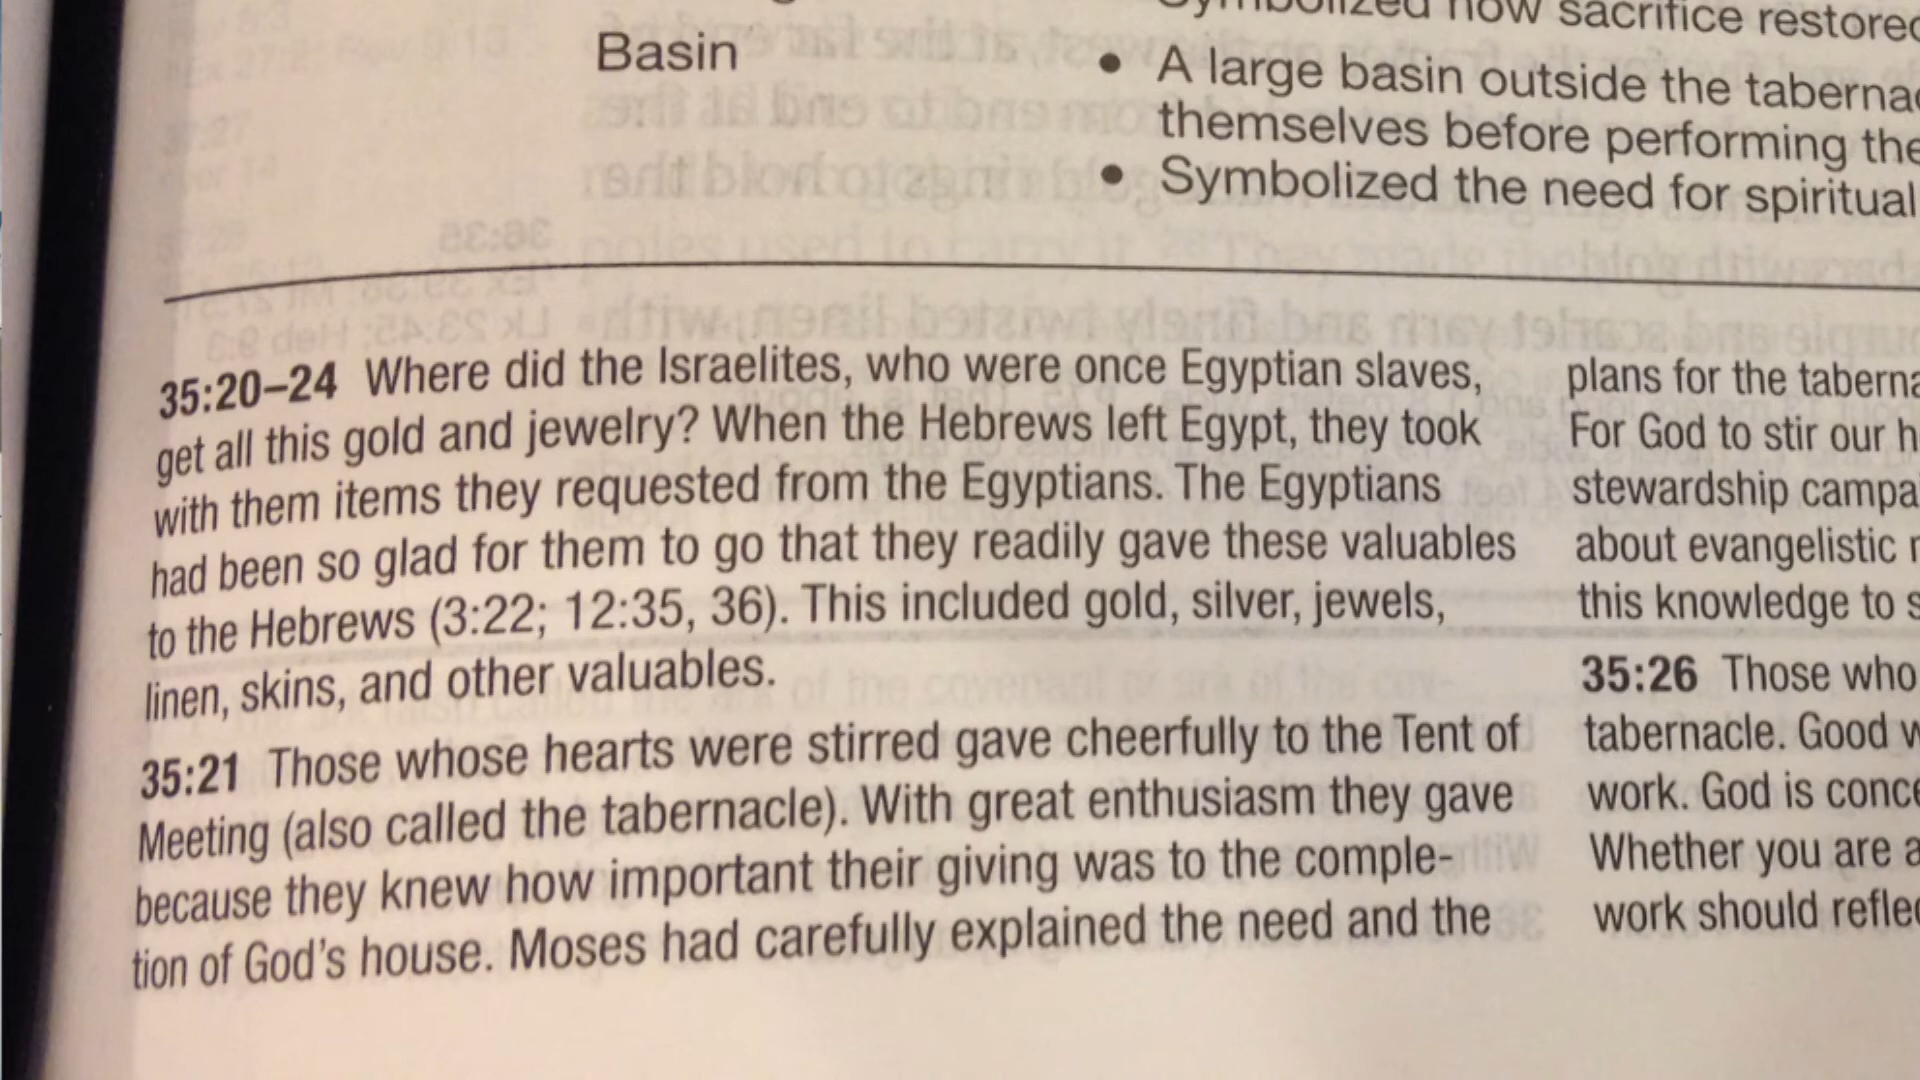 Basin
Symbolized how sacrifice restored
• A large basin outside the
themselves before performing the
• Symbolized the need for spiritual
35:20–24 Where did the Israelites, who were once Egyptian slaves,
get all this gold and jewelry? When the Hebrews left Egypt, they took
with them items they requested from the Egyptians. The Egyptians
had been so glad for them to go that they readily gave these valuables
to the Hebrews (3:22; 12:35, 36). This included gold, silver, jewels,
linen, skins, and other valuables.
35:21 Those whose hearts were stirred gave cheerfully to the Tent of
Meeting (also called the tabernacle). With great enthusiasm they gave
because they knew how important their giving was to the comple-
tion of God's house. Moses had carefully explained the need and the
plans for the
For God to stir our
stewardship
about evangelistic
this knowledge to
35:26 Those who
tabernacle. Good
work. God is
Whether you are
work should